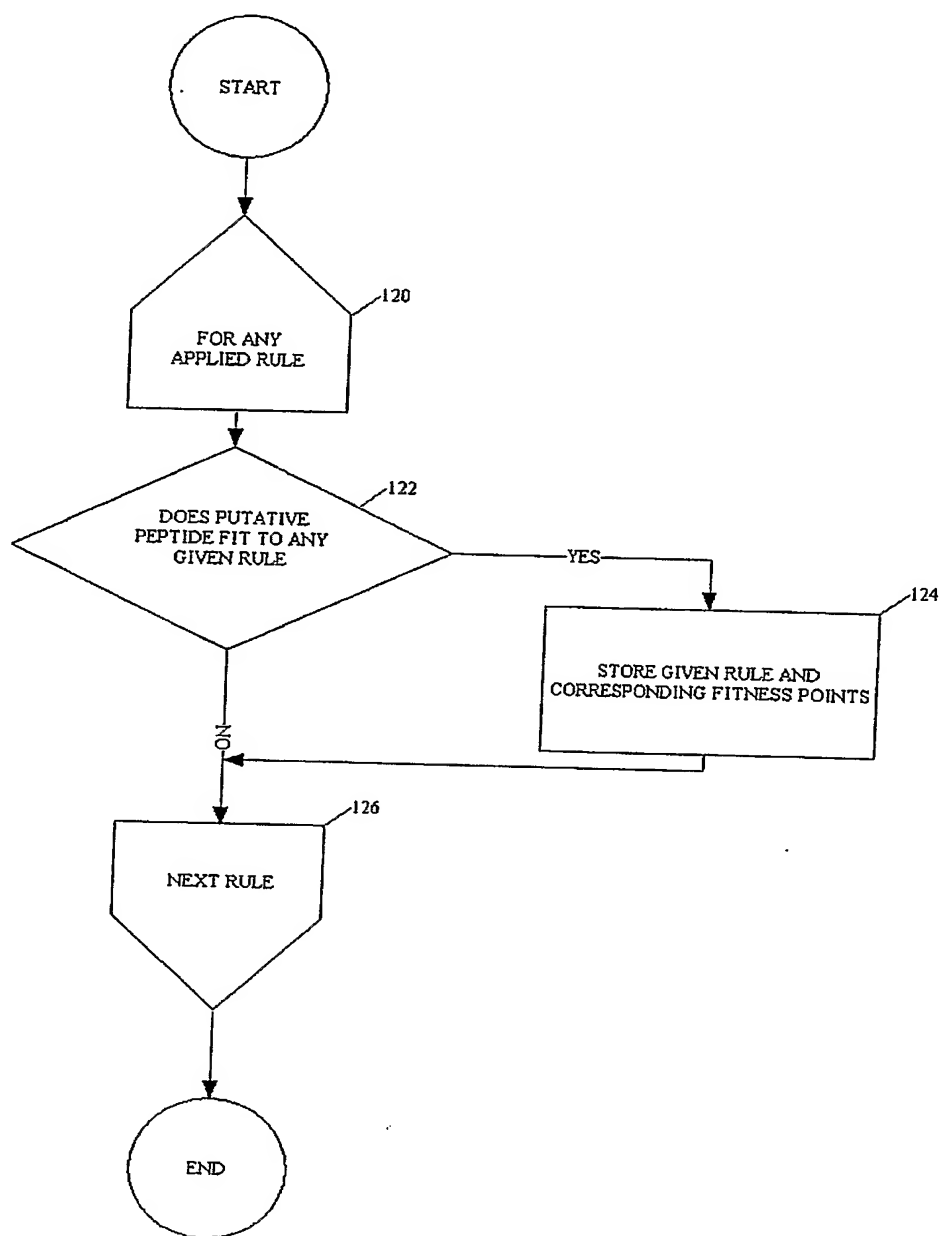 START
120
FOR ANY
APPLIED RULE
122
DOES PUTATIVE
PEPTIDE FIT TO ANY
GIVEN RULE
YES
124
STORE GIVEN RULE AND
CORRESPONDING FITNESS POINTS
NO
126
NEXT RULE
END